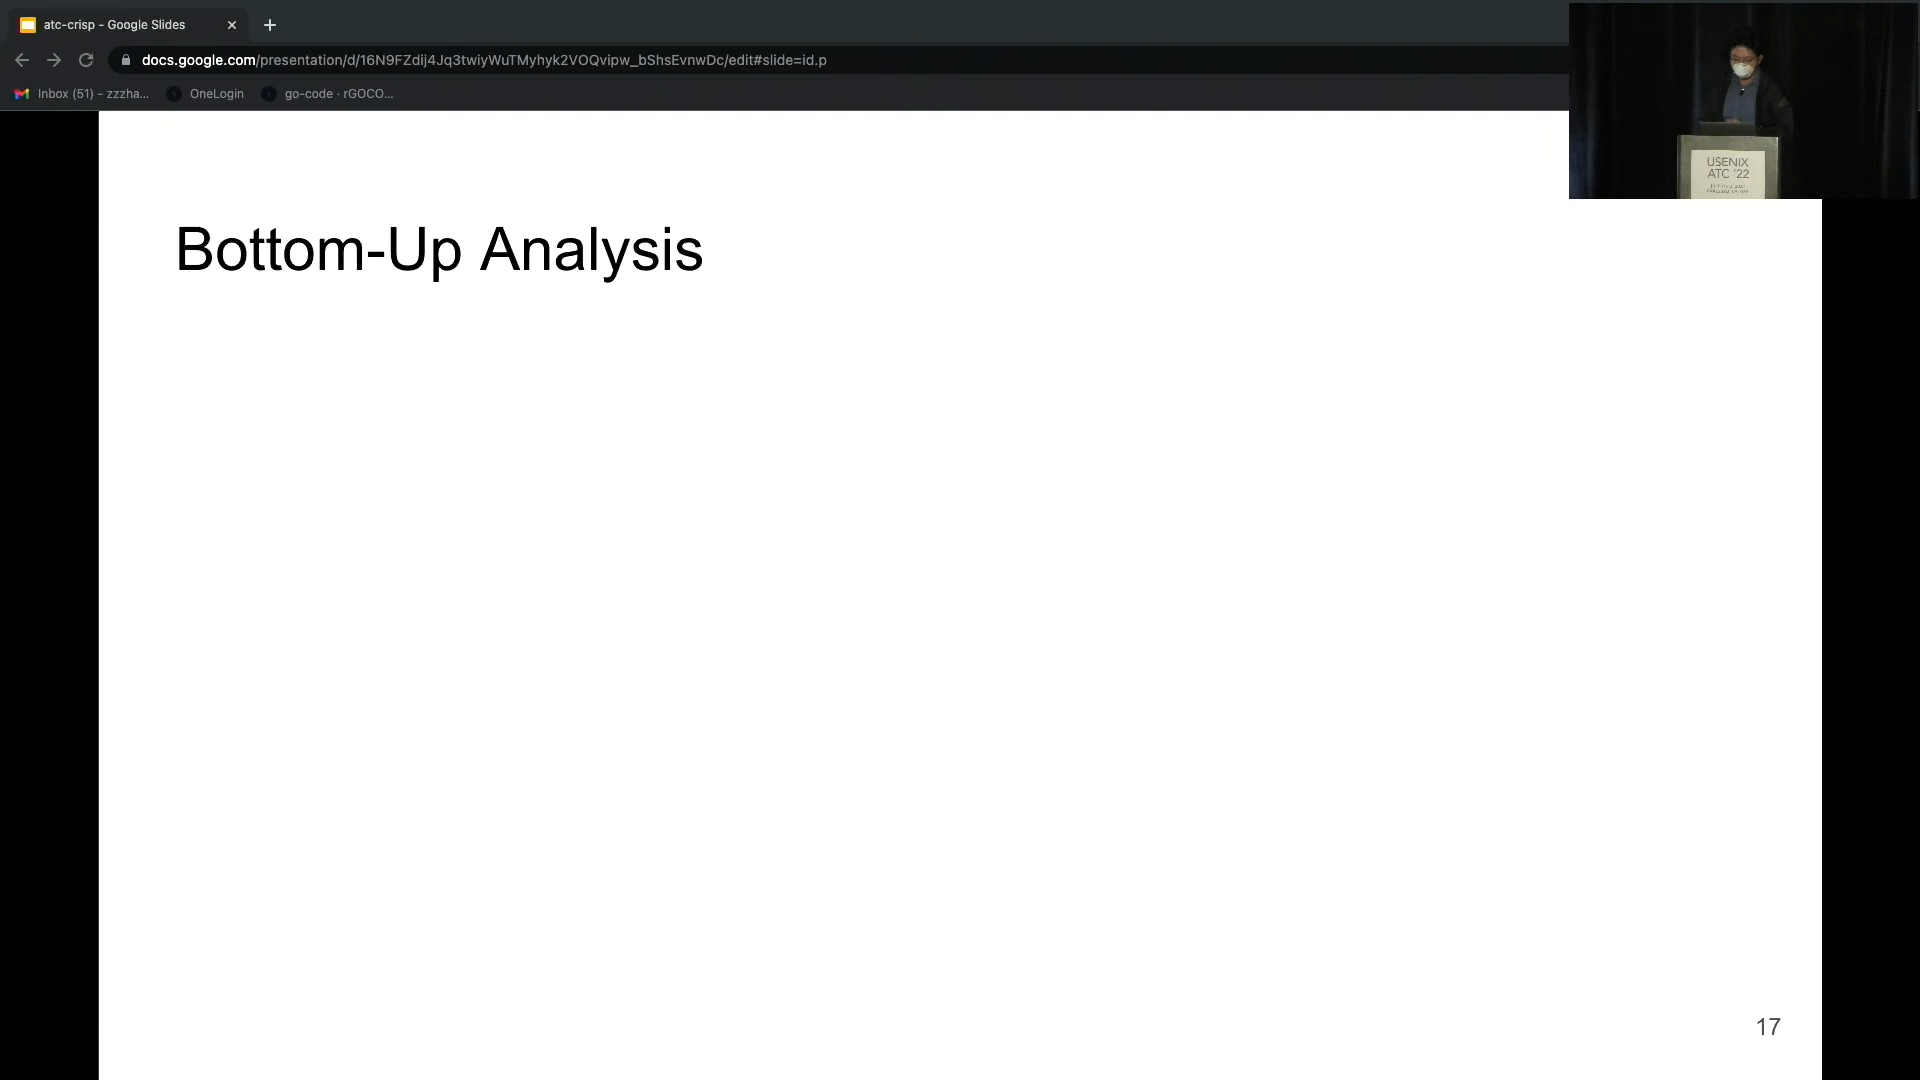 atc-crisp - Google Slides
docs.google.com/presentation/d/16N9FZdij4Jq3twiyWuTMyhyk2VOQvipw_bShsEvnwDc/edit#slide=id.p
Inbox (51) - zzzha...
OneLogin
go-code · rGOCO...
USENIX
ATC '22
Bottom-Up Analysis
17